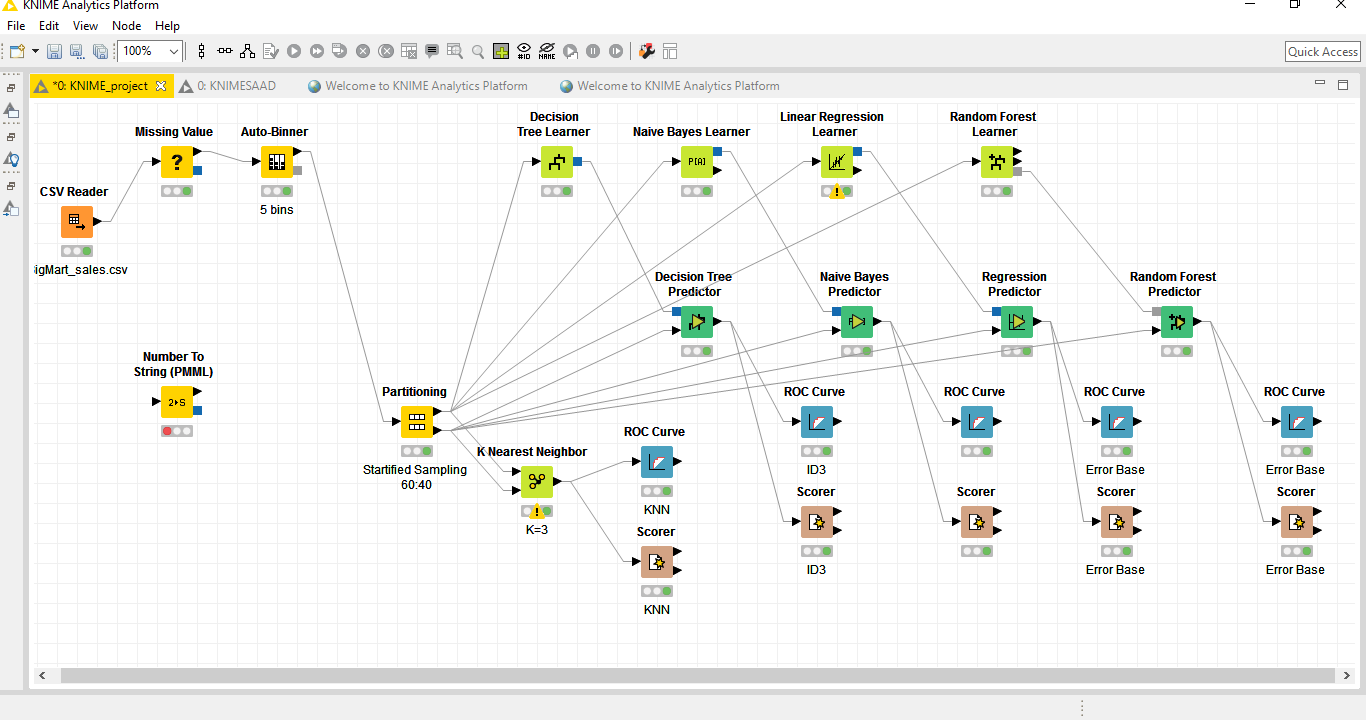 KNIME Analytics Platform
File Edit View Node Help
100%
#ID
NAME
Quick Access
*0: KNIME_project
0: KNIMESAAD
Welcome to KNIME Analytics Platform
Welcome to KNIME Analytics Platform
Missing Value
Auto-Binner
Decision
Tree Learner
Naive Bayes Learner
Linear Regression
Learner
Random Forest
Learner
?
P[A]
CSV Reader
5 bins
igMart_sales.csv
Decision Tree
Predictor
Naive Bayes
Predictor
Regression
Predictor
Random Forest
Predictor
Number To
String (PMML)
2▸S
Partitioning
Startified Sampling
60:40
K Nearest Neighbor
K=3
ROC Curve
KNN
Scorer
KNN
ROC Curve
ID3
Scorer
ID3
ROC Curve
Scorer
ROC Curve
Error Base
Scorer
Error Base
ROC Curve
Error Base
Scorer
Error Base